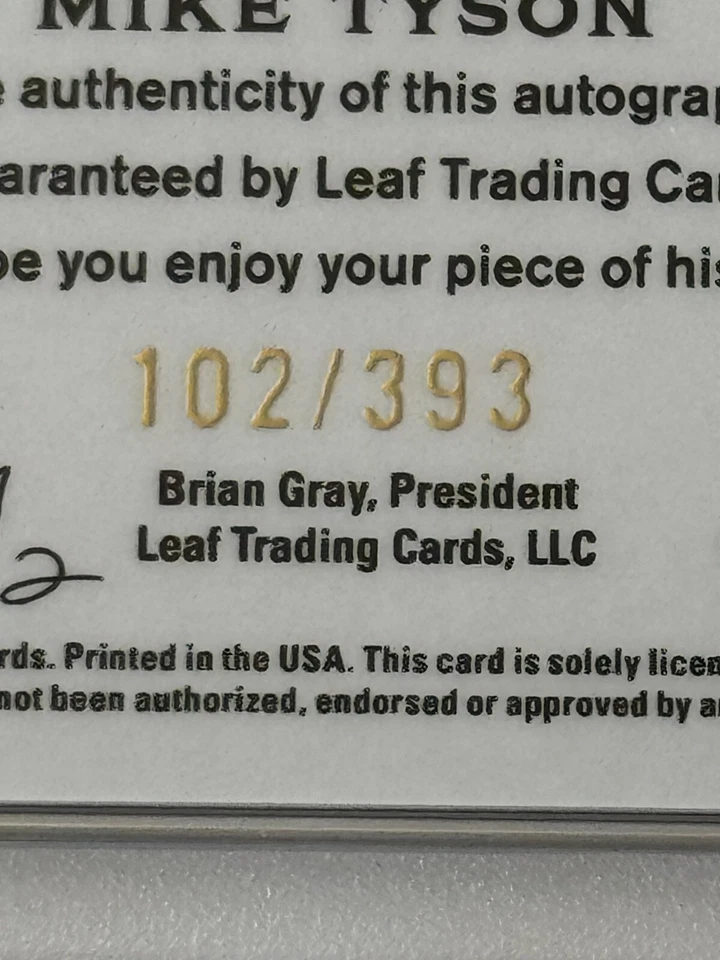 MIKE TYSON
authenticity of this autogra
aranteed by Leaf Trading Ca
be you enjoy your piece of his
102/393
Brian Gray, President
Leaf Trading Cards, LLC
rds. Printed in the USA. This card is solely licen
not been authorized, endorsed or approved by a